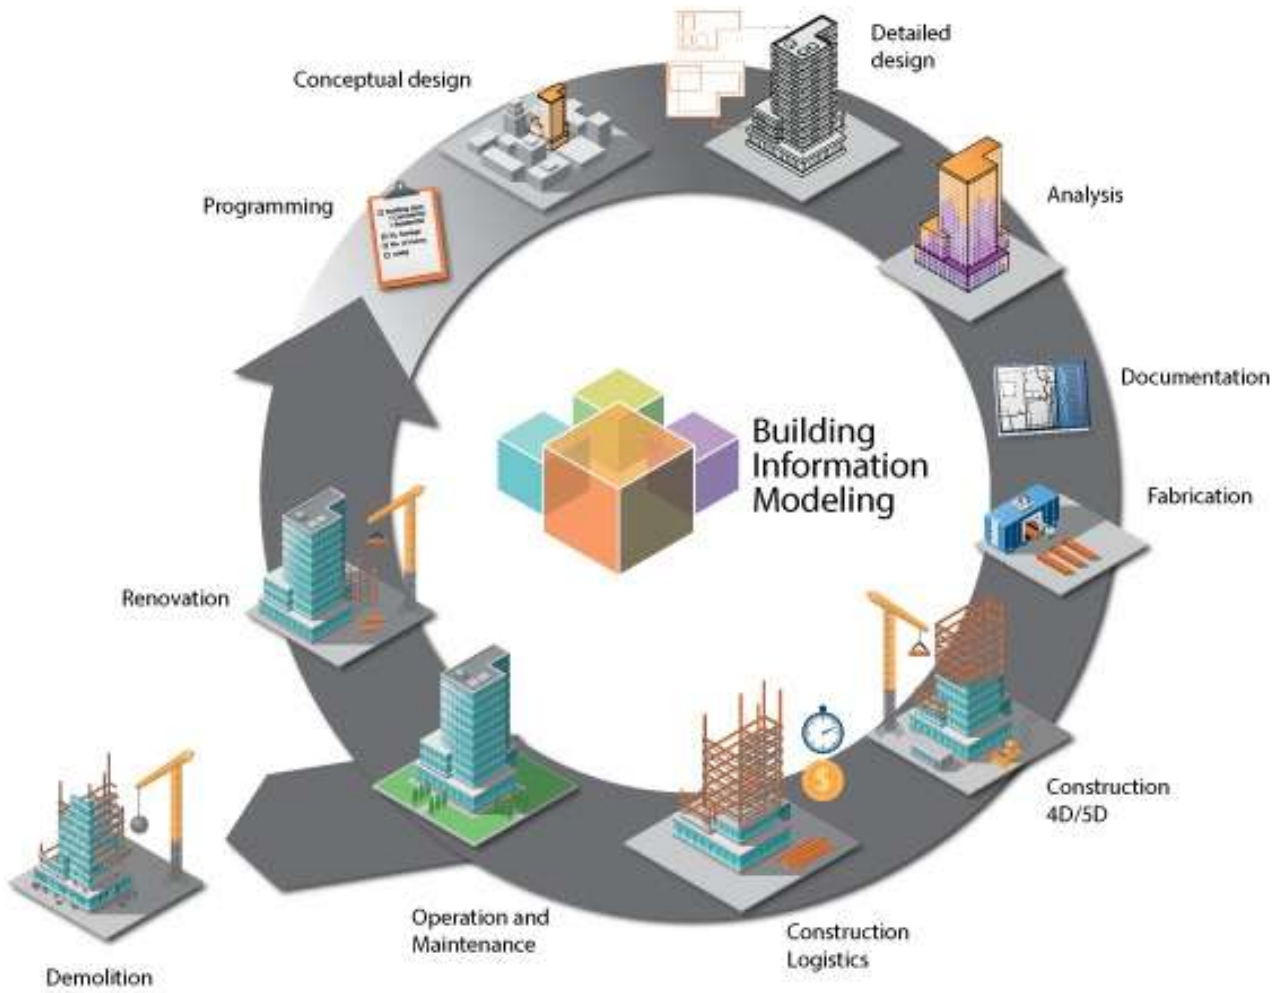 Detailed
design
Conceptual design
Programming
Analysis
Documentation
Building
Information
Modeling
Fabrication
Renovation
Construction
4D/5D
Operation and
Maintenance
Construction
Logistics
Demolition
$